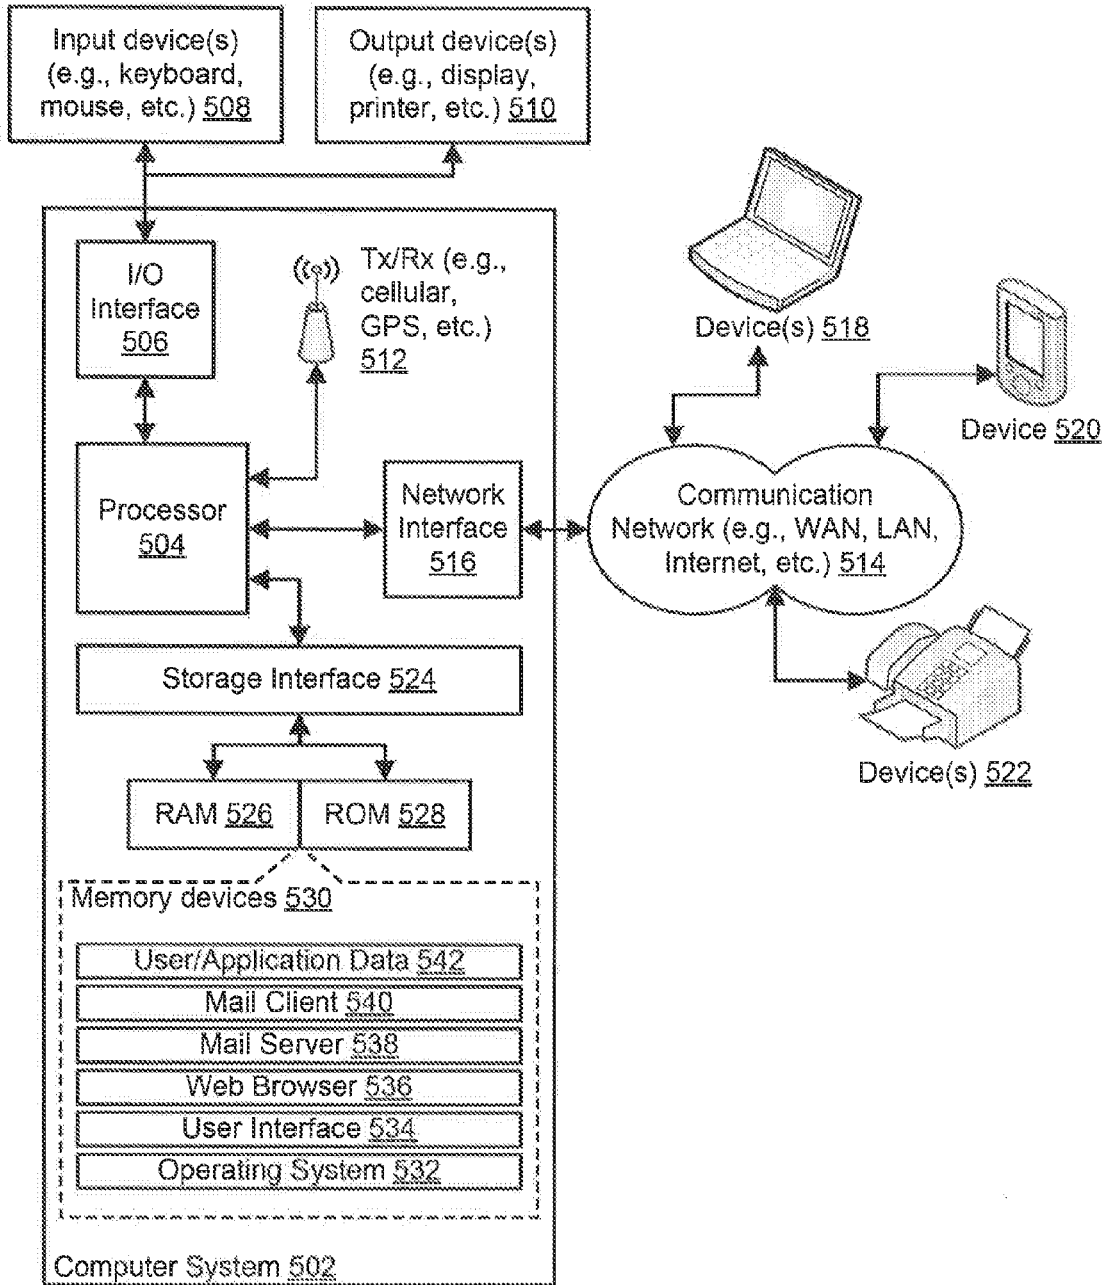 Input device(s)
(e.g., keyboard,
mouse, etc.) 508
Output device(s)
(e.g., display,
printer, etc.) 510
I/O
Interface
506
Tx/Rx (e.g.,
cellular,
GPS, etc.)
512
Device(s) 518
Device 520
Processor
504
Network
Interface
516
Communication
Network (e.g., WAN, LAN,
Internet, etc.) 514
Storage Interface 524
Device(s) 522
RAM 526
ROM 528
Memory devices 530
User/Application Data 542
Mail Client 540
Mail Server 538
Web Browser 536
User Interface 534
Operating System 532
Computer System 502